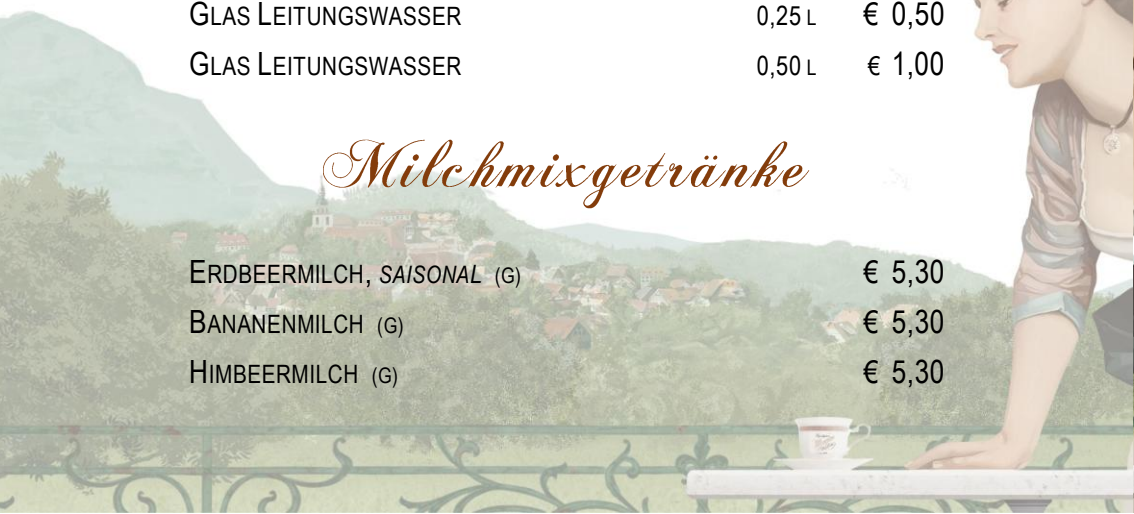 GLAS LEITUNGSWASSER 0,25 L € 0,50
GLAS LEITUNGSWASSER 0,50 L € 1,00
Milchmixgetränke
ERDBEERMILCH, SAISONAL (G) € 5,30
BANANENMILCH (G) € 5,30
HIMBEERMILCH (G) € 5,30